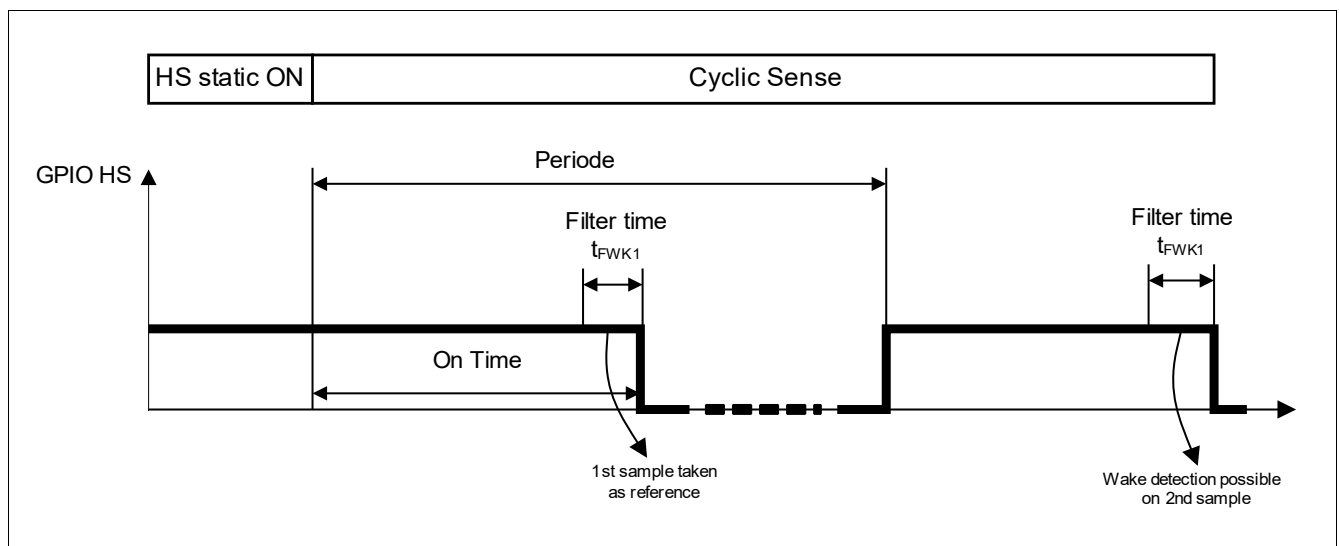 HS static ON
Cyclic Sense
GPIO HS
Periode
Filter time
tFWK1
Filter time
tFWK1
On Time
1st sample taken
as reference
Wake detection possible
on 2nd sample